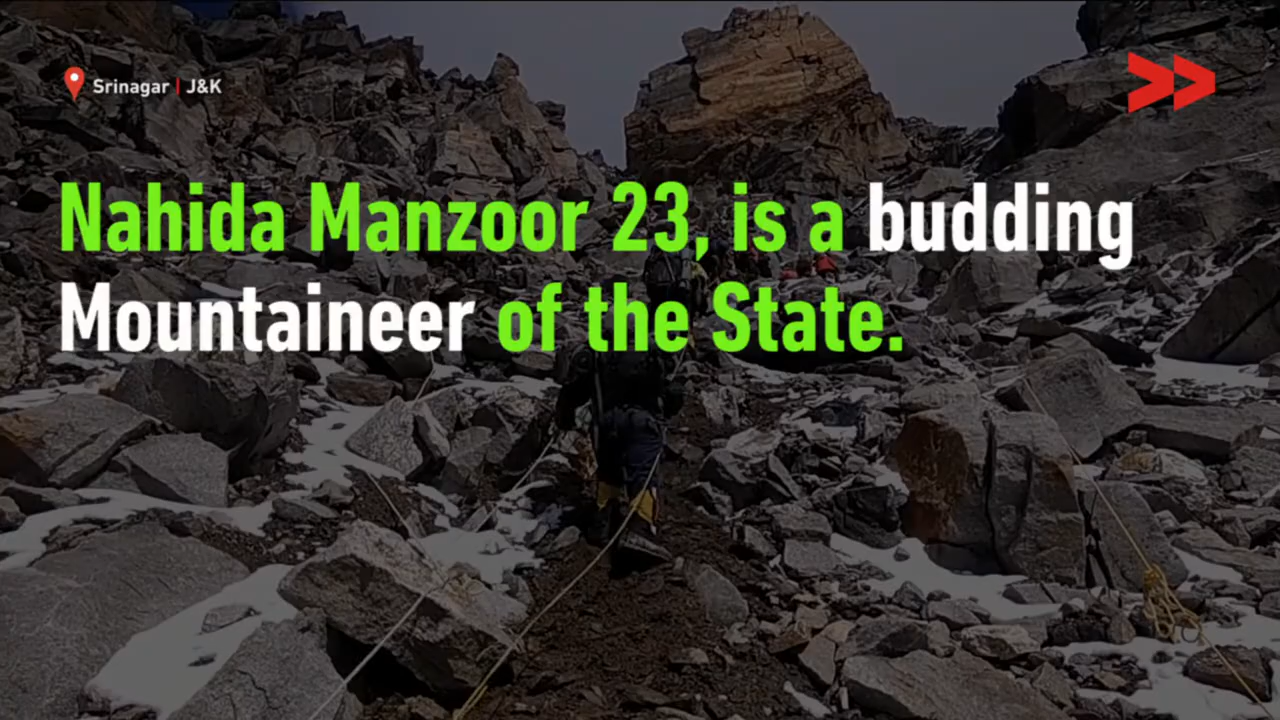 Srinagar | J&K
Nahida Manzoor 23, is a budding
Mountaineer of the State.